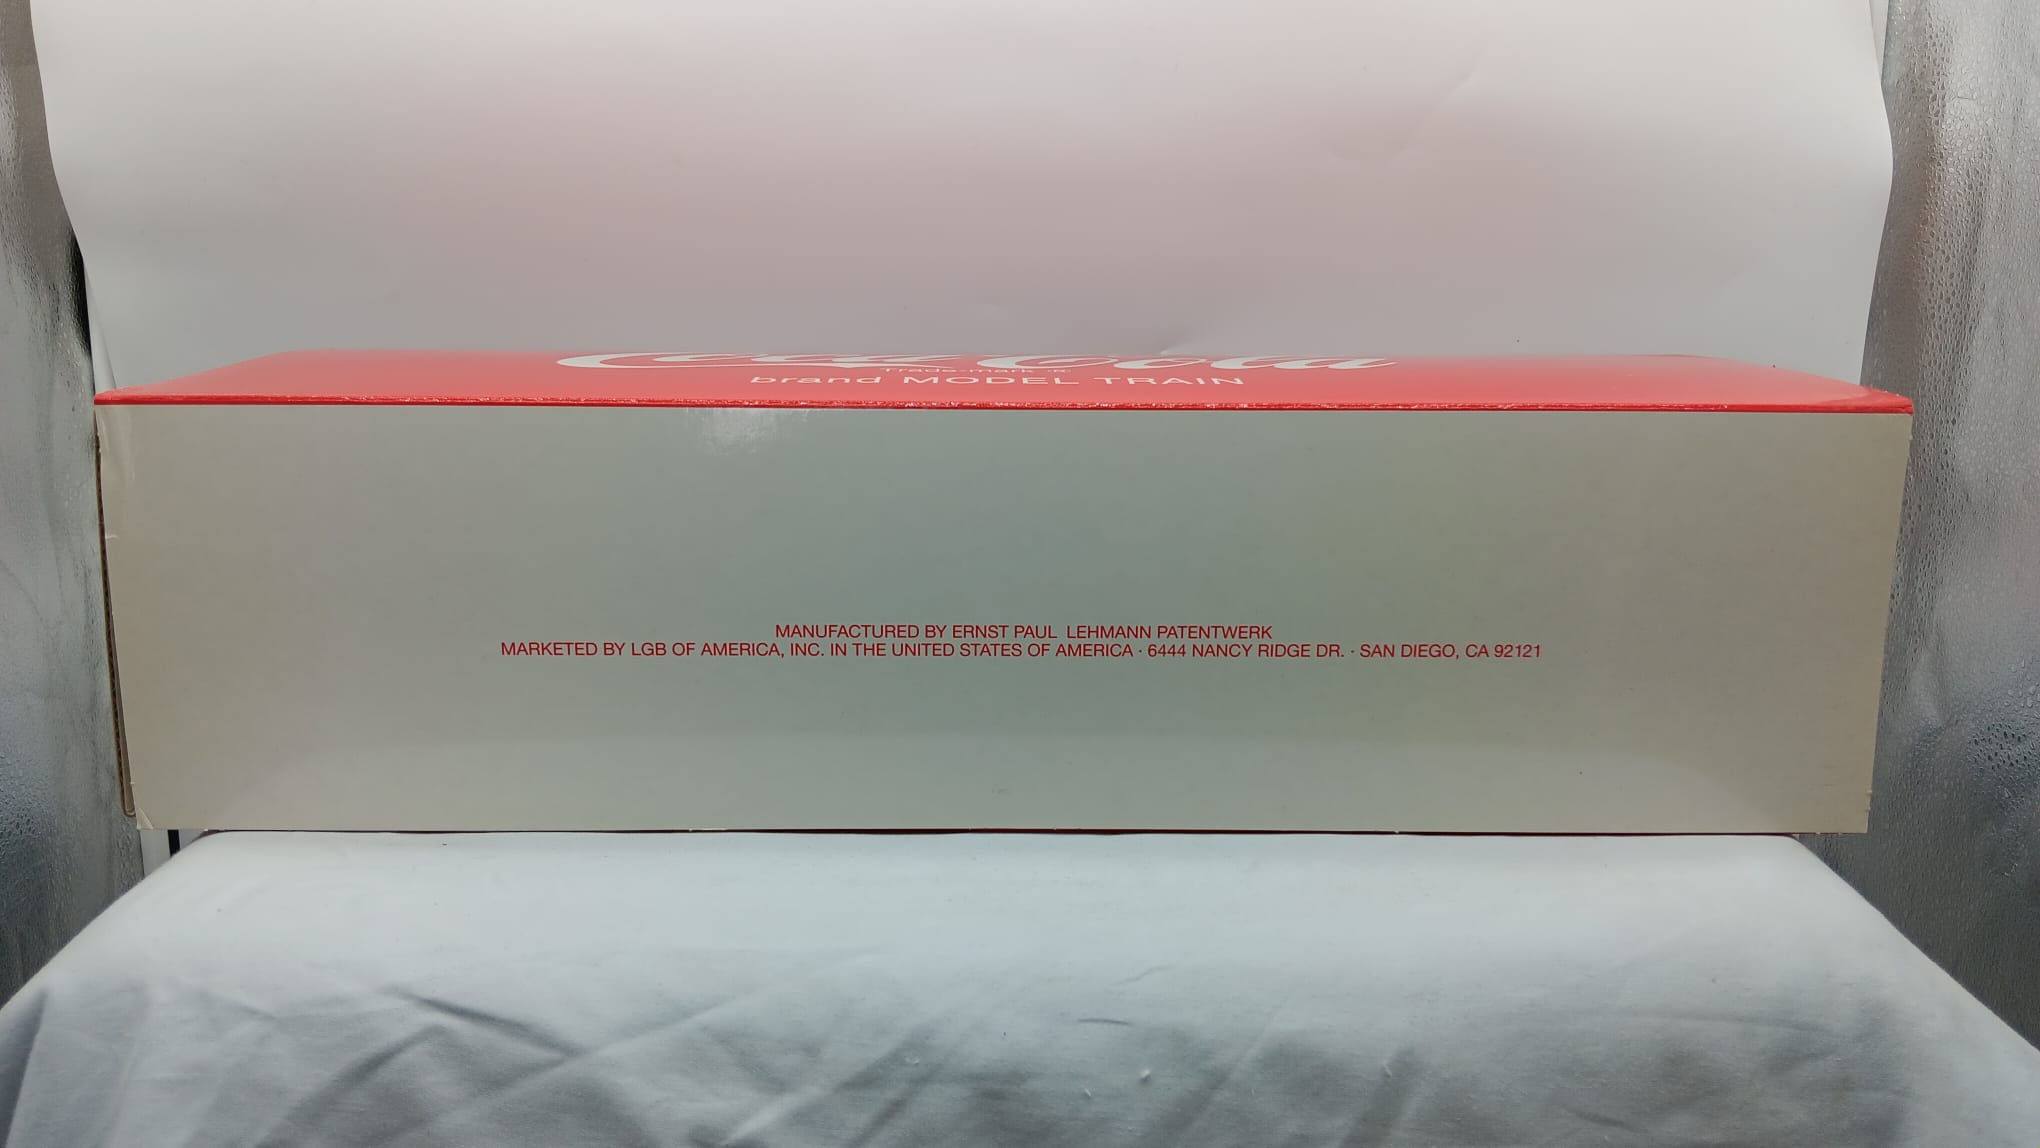 Coca-Cola
Trade-mark ®
brand MODEL TRAIN
MANUFACTURED BY ERNST PAUL LEHMANN PATENTWERK
MARKETED BY LGB OF AMERICA, INC. IN THE UNITED STATES OF AMERICA · 6444 NANCY RIDGE DR. · SAN DIEGO, CA 92121